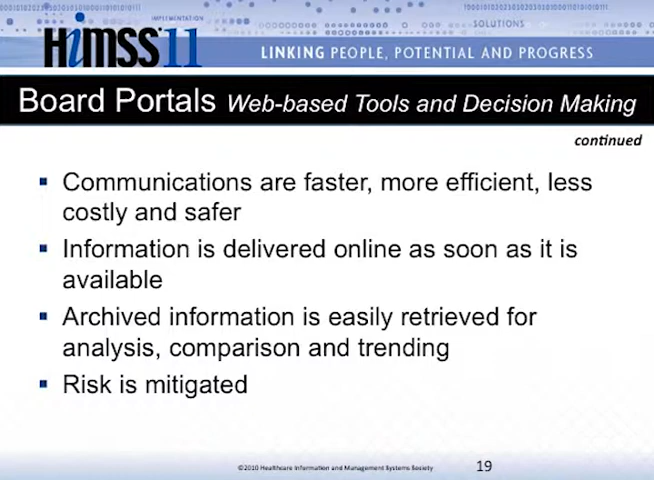 IMPLEMENTATION
SOLUTIONS
HiMSS11
LINKING PEOPLE, POTENTIAL AND PROGRESS
Board Portals Web-based Tools and Decision Making
continued
▪ Communications are faster, more efficient, less
costly and safer
▪ Information is delivered online as soon as it is
available
▪ Archived information is easily retrieved for
analysis, comparison and trending
▪ Risk is mitigated
©2010 Healthcare Information and Management Systems Society
19